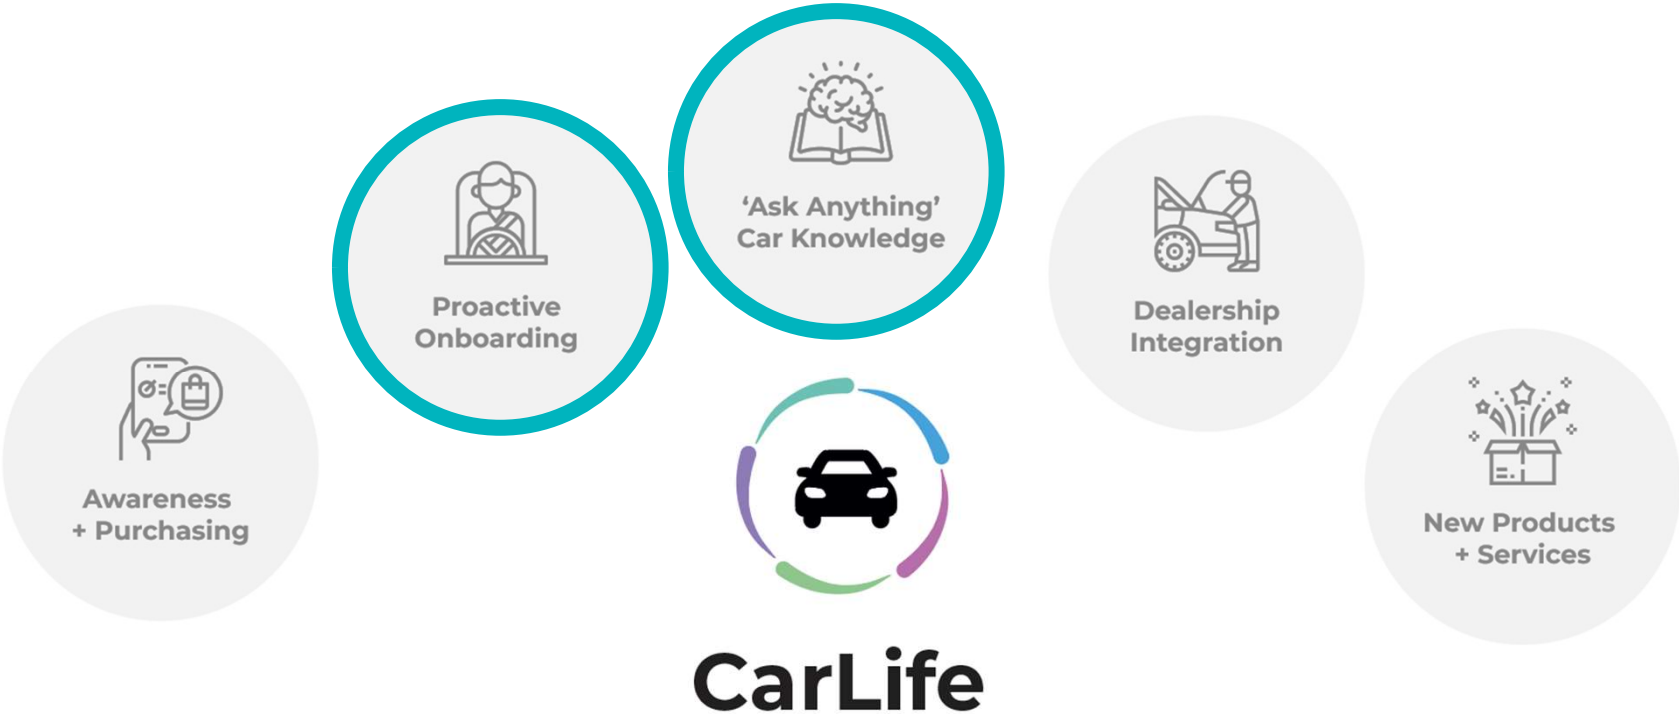 Awareness
+ Purchasing
Proactive
Onboarding
‘Ask Anything’
Car Knowledge
Dealership
Integration
New Products
+ Services
CarLife